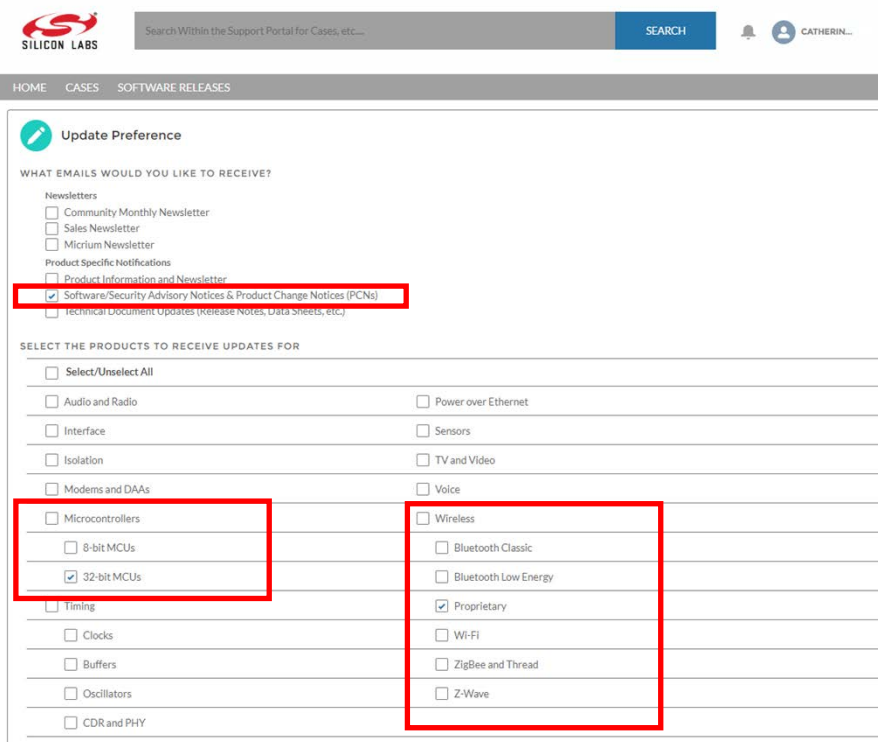 SILICON LABS
Search Within the Support Portal for Cases, etc....
SEARCH
CATHERIN...
HOME CASES SOFTWARE RELEASES
Update Preference
WHAT EMAILS WOULD YOU LIKE TO RECEIVE?
Newsletters
Community Monthly Newsletter
Sales Newsletter
Micrium Newsletter
Product Specific Notifications
Product Information and Newsletter
Software/Security Advisory Notices & Product Change Notices (PCNs)
Technical Document Updates (Release Notes, Data Sheets, etc.)
SELECT THE PRODUCTS TO RECEIVE UPDATES FOR
Select/Unselect All
Audio and Radio Power over Ethernet
Interface Sensors
Isolation TV and Video
Modems and DAAs Voice
Microcontrollers Wireless
8-bit MCUs Bluetooth Classic
32-bit MCUs Bluetooth Low Energy
Timing Proprietary
Clocks Wi-Fi
Buffers ZigBee and Thread
Oscillators Z-Wave
CDR and PHY